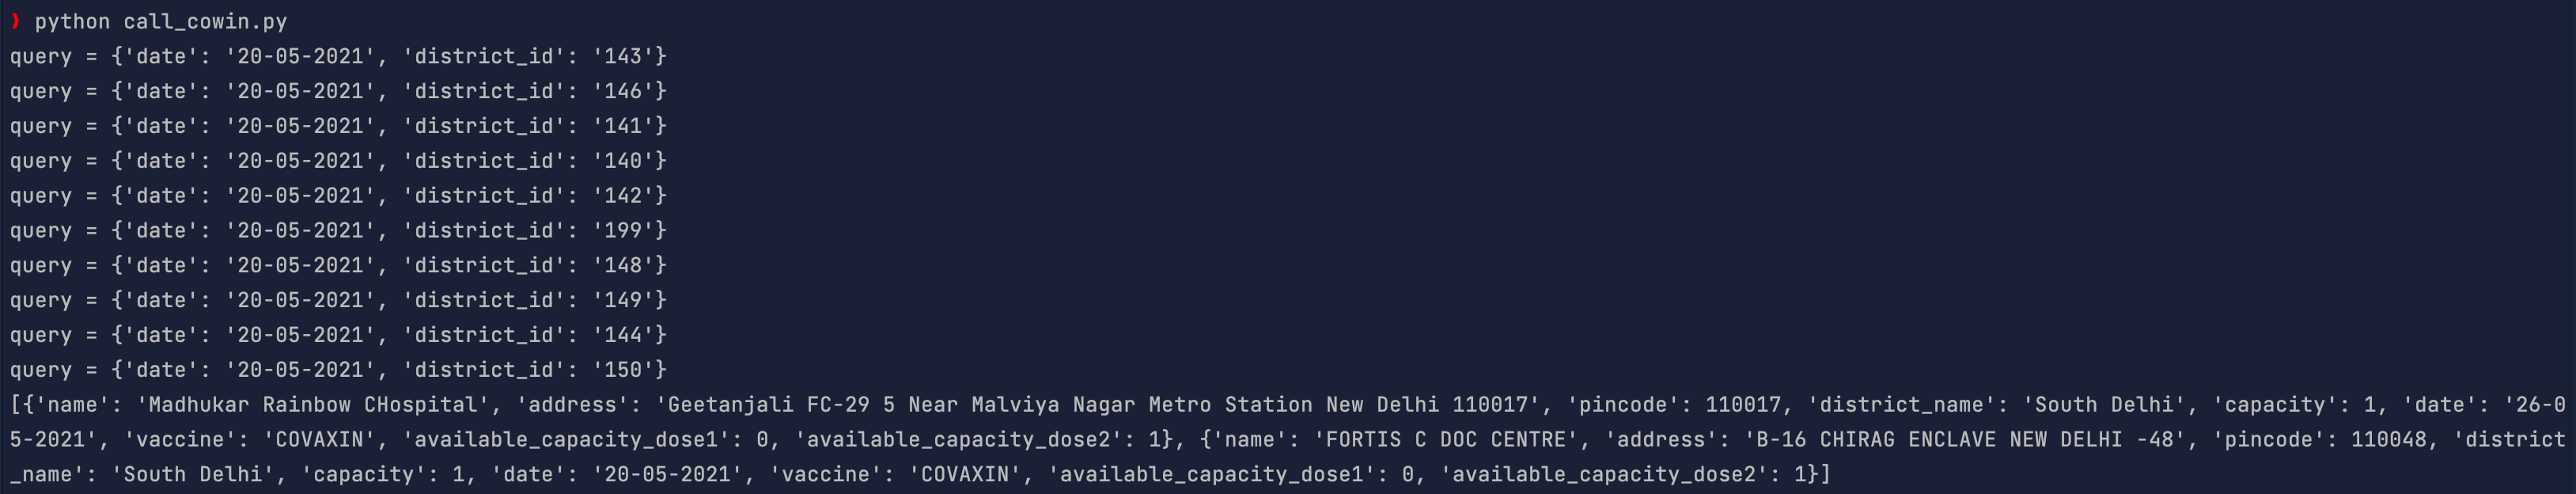 ❯ python call_cowin.py
query = {'date': '20-05-2021', 'district_id': '143'}
query = {'date': '20-05-2021', 'district_id': '146'}
query = {'date': '20-05-2021', 'district_id': '141'}
query = {'date': '20-05-2021', 'district_id': '140'}
query = {'date': '20-05-2021', 'district_id': '142'}
query = {'date': '20-05-2021', 'district_id': '199'}
query = {'date': '20-05-2021', 'district_id': '148'}
query = {'date': '20-05-2021', 'district_id': '149'}
query = {'date': '20-05-2021', 'district_id': '144'}
query = {'date': '20-05-2021', 'district_id': '150'}
[{'name': 'Madhukar Rainbow CHospital', 'address': 'Geetanjali FC-29 5 Near Malviya Nagar Metro Station New Delhi 110017', 'pincode': 110017, 'district_name': 'South Delhi', 'capacity': 1, 'date': '26-0
5-2021', 'vaccine': 'COVAXIN', 'available_capacity_dose1': 0, 'available_capacity_dose2': 1}, {'name': 'FORTIS C DOC CENTRE', 'address': 'B-16 CHIRAG ENCLAVE NEW DELHI -48', 'pincode': 110048, 'district
_name': 'South Delhi', 'capacity': 1, 'date': '20-05-2021', 'vaccine': 'COVAXIN', 'available_capacity_dose1': 0, 'available_capacity_dose2': 1}]